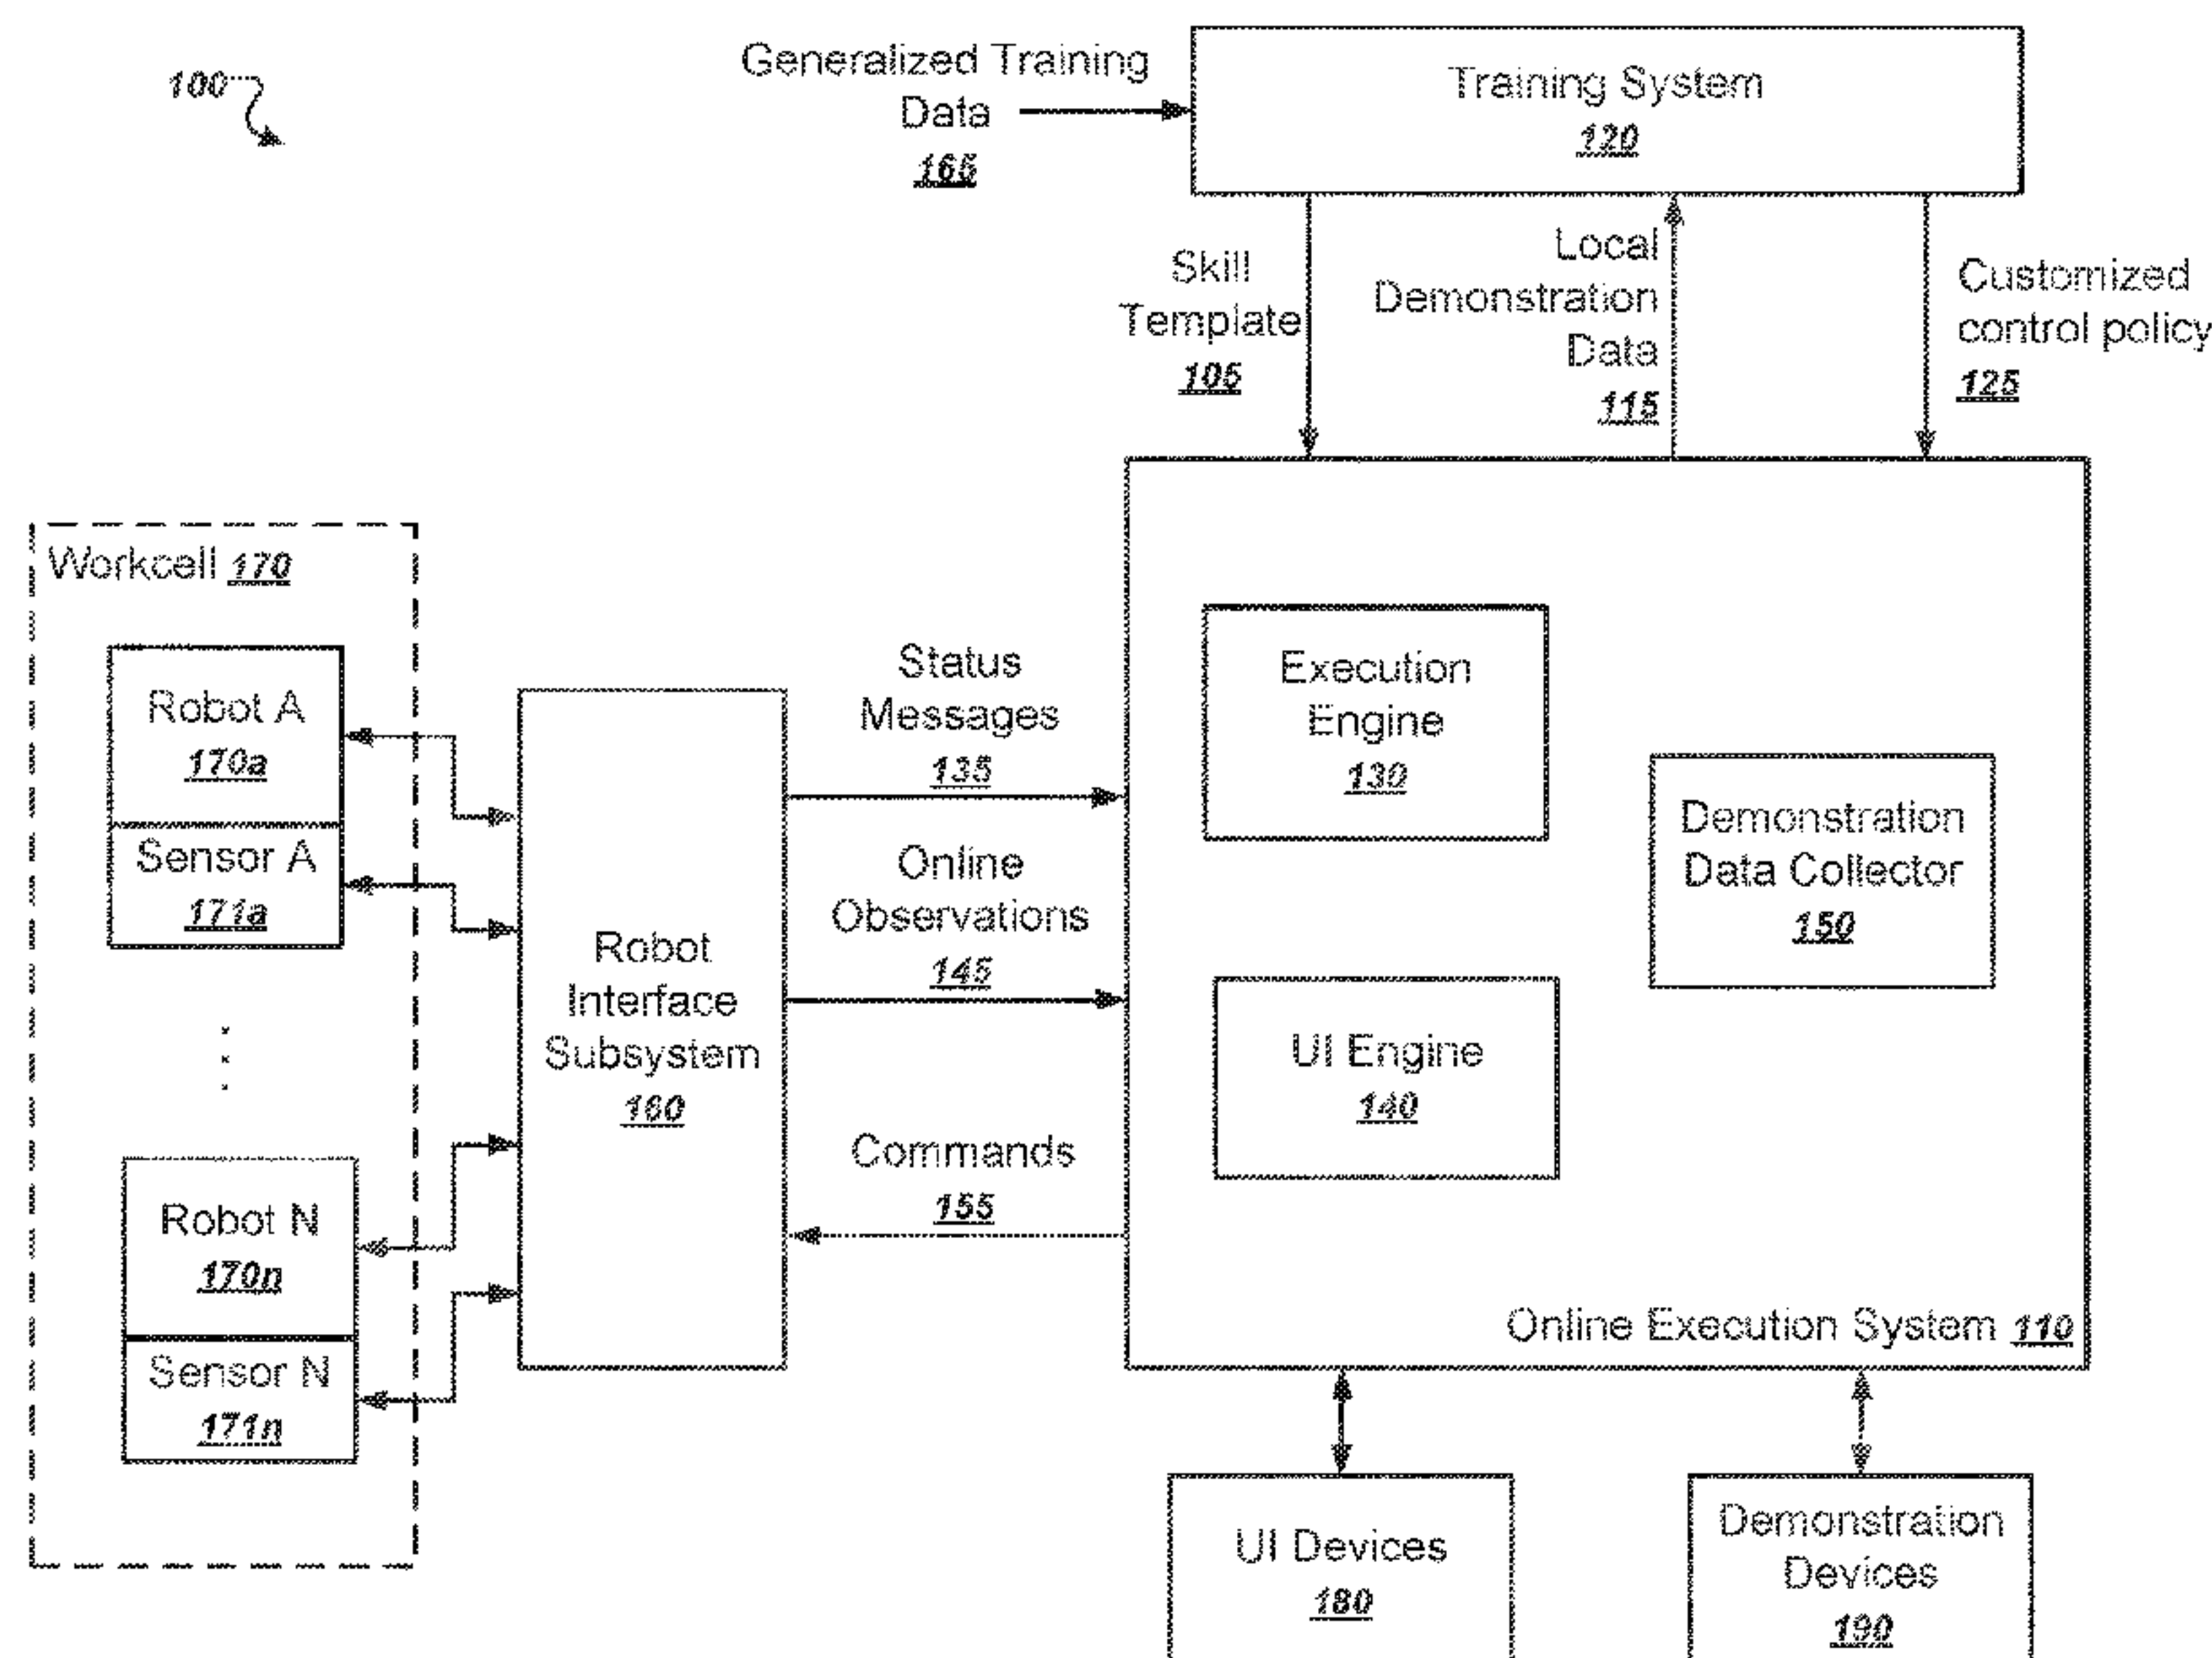 100
Generalized Training
Data
165
Training System
120
Skill
Template
105
Local
Demonstration
Data
115
Customized
control policy
125
Workcell 170
Robot A
170a
Sensor A
171a
Robot N
170n
Sensor N
171n
Robot
Interface
Subsystem
160
Status
Messages
135
Online
Observations
145
Commands
155
Execution
Engine
130
Demonstration
Data Collector
150
UI Engine
140
Online Execution System 110
UI Devices
180
Demonstration
Devices
190